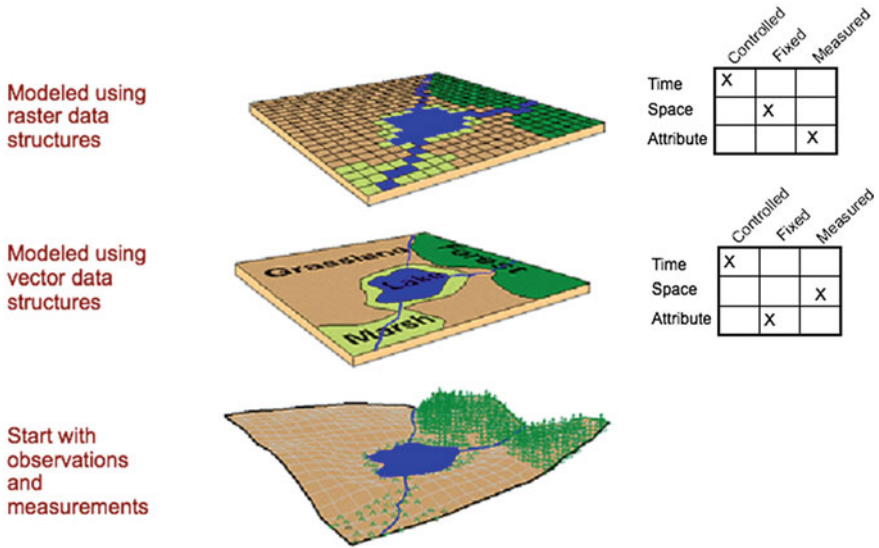 Modeled using
raster data
structures
Controlled
Fixed
Measured
Time X
Space X
Attribute X
Modeled using
vector data
structures
Grassland
Forest
Lake
Marsh
Controlled
Fixed
Measured
Time X
Space X
Attribute X
Start with
observations
and
measurements